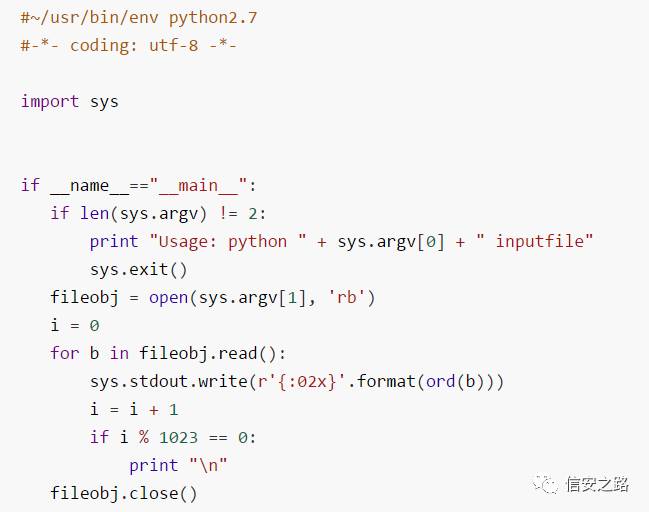 #~/usr/bin/env python2.7
#-*- coding: utf-8 -*-
import sys
if __name__=="__main__":
if len(sys.argv) != 2:
print "Usage: python " + sys.argv[0] + " inputfile"
sys.exit()
fileobj = open(sys.argv[1], 'rb')
i = 0
for b in fileobj.read():
sys.stdout.write(r'{:02x}'.format(ord(b)))
i = i + 1
if i % 1023 == 0:
print "\n"
fileobj.close()
信安之路